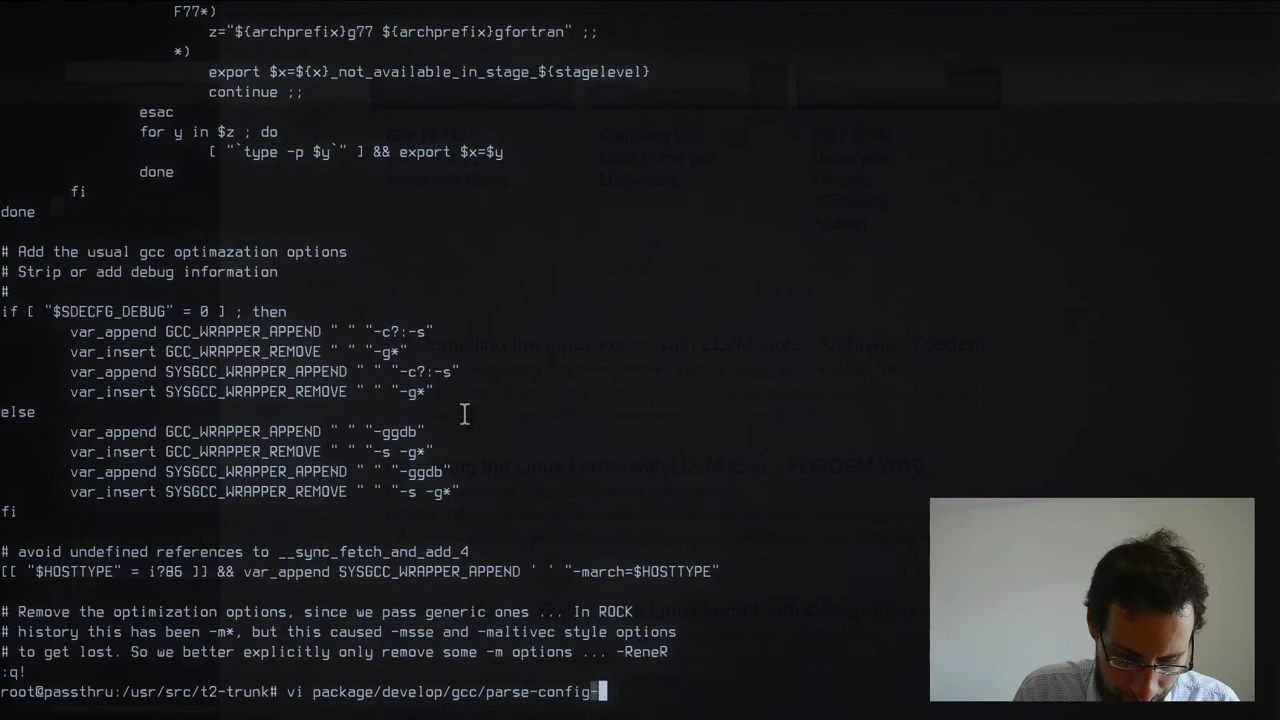 F77*)
z="${archprefix}g77 ${archprefix}gfortran" ;;
*)
export $x=${x}_not_available_in_stage_${stagelevel}
continue ;;
esac
for y in $z ; do
[ "`type -p $y`" ] && export $x=$y
done
fi
done
# Add the usual gcc optimazation options
# Strip or add debug information
#
if [ "$SDECFG_DEBUG" = 0 ] ; then
var_append GCC_WRAPPER_APPEND " " "-c?:-s"
var_insert GCC_WRAPPER_REMOVE " " "-g*"
var_append SYSGCC_WRAPPER_APPEND " " "-c?:-s"
var_insert SYSGCC_WRAPPER_REMOVE " " "-g*"
else
var_append GCC_WRAPPER_APPEND " " "-ggdb"
var_insert GCC_WRAPPER_REMOVE " " "-s -g*"
var_append SYSGCC_WRAPPER_APPEND " " "-ggdb"
var_insert SYSGCC_WRAPPER_REMOVE " " "-s -g*"
fi
# avoid undefined references to __sync_fetch_and_add_4
[[ "$HOSTTYPE" = i?86 ]] && var_append SYSGCC_WRAPPER_APPEND ' ' "-march=$HOSTTYPE"
# Remove the optimization options, since we pass generic ones ... In ROCK
# history this has been -m*, but this caused -msse and -maltivec style options
# to get lost. So we better explicitly only remove some -m options ... -ReneR
:q!
root@passthru:/usr/src/t2-trunk# vi package/develop/gcc/parse-config-